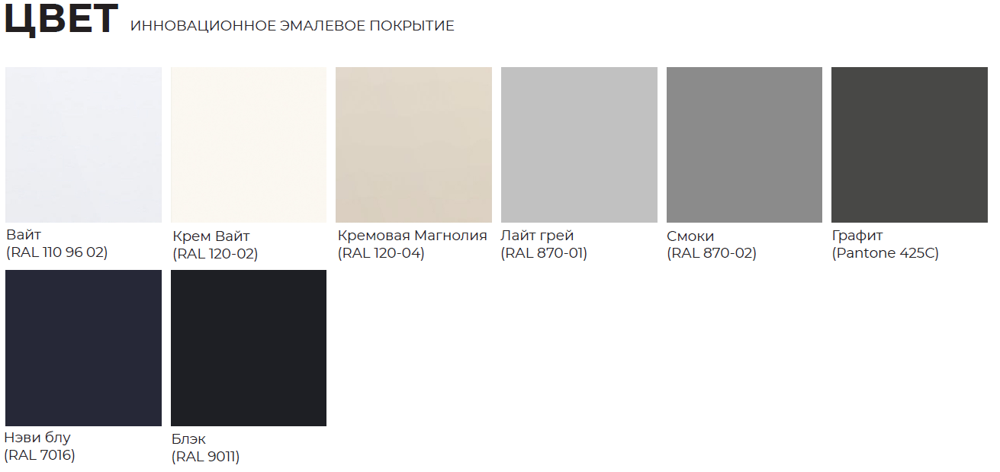 ЦВЕТ ИННОВАЦИОННОЕ ЭМАЛЕВОЕ ПОКРЫТИЕ
Вайт
(RAL 110 96 02)
Крем Вайт
(RAL 120-02)
Кремовая Магнолия
(RAL 120-04)
Лайт грей
(RAL 870-01)
Смоки
(RAL 870-02)
Графит
(Pantone 425C)
Нэви блу
(RAL 7016)
Блэк
(RAL 9011)